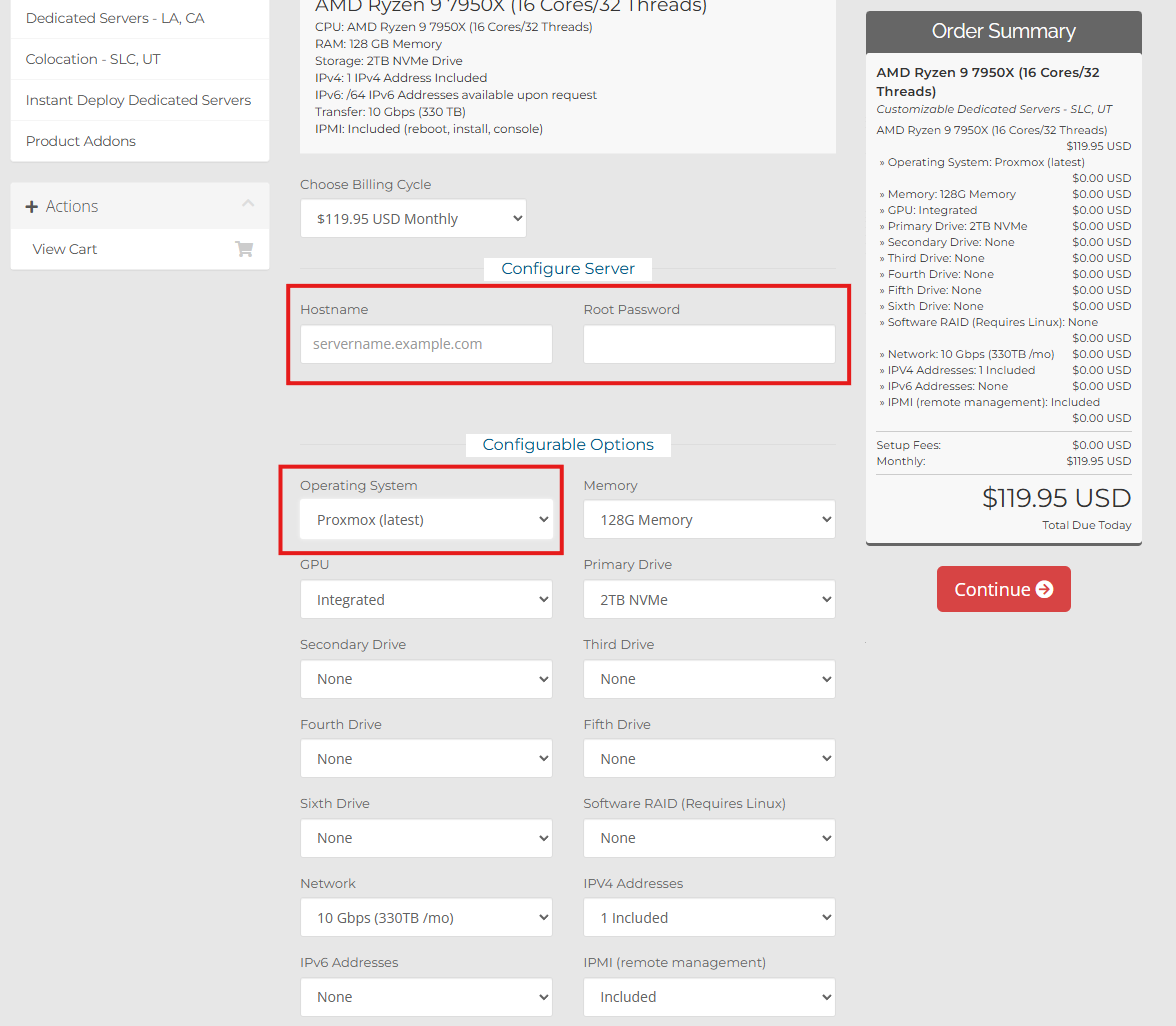 Dedicated Servers - LA, CA
Colocation - SLC, UT
Instant Deploy Dedicated Servers
Product Addons
Actions
View Cart
AMD Ryzen 9 7950X (16 Cores/32 Threads)
CPU: AMD Ryzen 9 7950X (16 Cores/32 Threads)
RAM: 128 GB Memory
Storage: 2TB NVMe Drive
IPv4: 1 IPv4 Address Included
IPv6: /64 IPv6 Addresses available upon request
Transfer: 10 Gbps (330 TB)
IPMI: Included (reboot, install, console)
Choose Billing Cycle
$119.95 USD Monthly
Configure Server
Hostname
servername.example.com
Root Password
Configurable Options
Operating System
Proxmox (latest)
Memory
128G Memory
GPU
Integrated
Primary Drive
2TB NVMe
Secondary Drive
None
Third Drive
None
Fourth Drive
None
Fifth Drive
None
Sixth Drive
None
Software RAID (Requires Linux)
None
Network
10 Gbps (330TB /mo)
IPV4 Addresses
1 Included
IPv6 Addresses
None
IPMI (remote management)
Included
Order Summary
AMD Ryzen 9 7950X (16 Cores/32
Threads)
Customizable Dedicated Servers - SLC, UT
AMD Ryzen 9 7950X (16 Cores/32 Threads)
$119.95 USD
» Operating System: Proxmox (latest)
$0.00 USD
» Memory: 128G Memory $0.00 USD
» GPU: Integrated $0.00 USD
» Primary Drive: 2TB NVMe $0.00 USD
» Secondary Drive: None $0.00 USD
» Third Drive: None $0.00 USD
» Fourth Drive: None $0.00 USD
» Fifth Drive: None $0.00 USD
» Sixth Drive: None $0.00 USD
» Software RAID (Requires Linux): None
$0.00 USD
» Network: 10 Gbps (330TB /mo) $0.00 USD
» IPV4 Addresses: 1 Included $0.00 USD
» IPv6 Addresses: None $0.00 USD
» IPMI (remote management): Included
$0.00 USD
Setup Fees: $0.00 USD
Monthly: $119.95 USD
$119.95 USD
Total Due Today
Continue